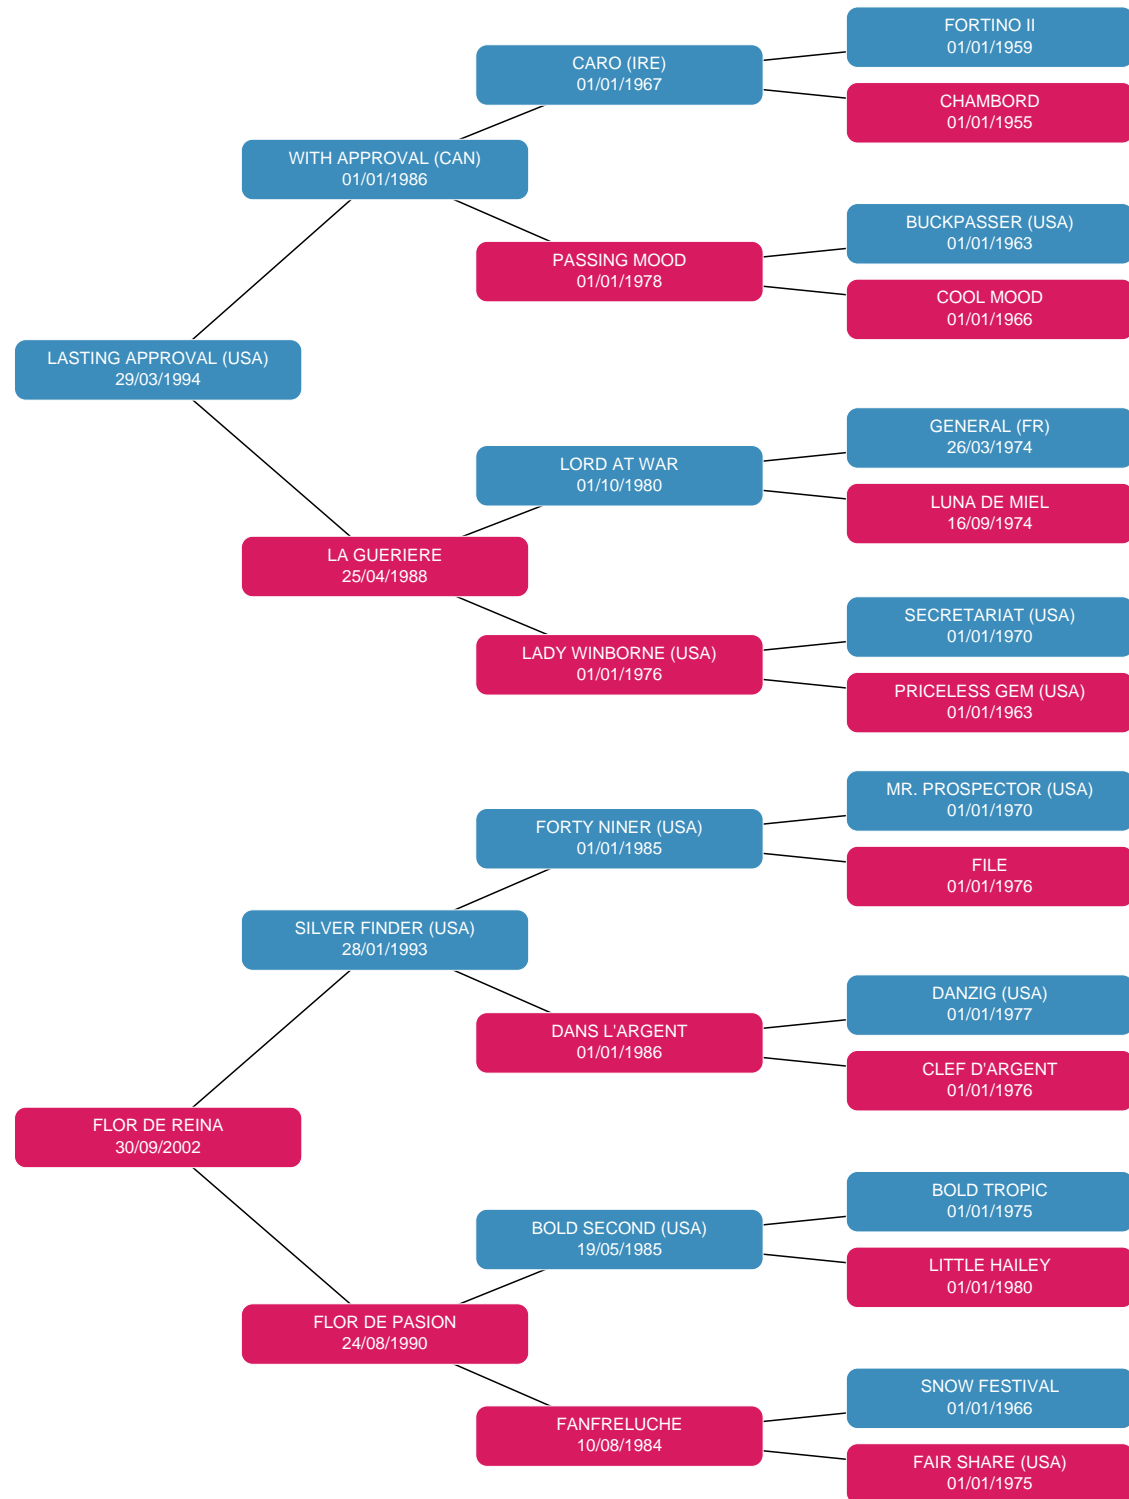 FORTINO II
01/01/1959
CARO (IRE)
01/01/1967
CHAMBORD
01/01/1955
WITH APPROVAL (CAN)
01/01/1986
BUCKPASSER (USA)
01/01/1963
PASSING MOOD
01/01/1978
COOL MOOD
01/01/1966
LASTING APPROVAL (USA)
29/03/1994
GENERAL (FR)
26/03/1974
LORD AT WAR
01/10/1980
LUNA DE MIEL
16/09/1974
LA GUERIERE
25/04/1988
SECRETARIAT (USA)
01/01/1970
LADY WINBORNE (USA)
01/01/1976
PRICELESS GEM (USA)
01/01/1963
MR. PROSPECTOR (USA)
01/01/1970
FORTY NINER (USA)
01/01/1985
FILE
01/01/1976
SILVER FINDER (USA)
28/01/1993
DANZIG (USA)
01/01/1977
DANS L'ARGENT
01/01/1986
CLEF D'ARGENT
01/01/1976
FLOR DE REINA
30/09/2002
BOLD TROPIC
01/01/1975
BOLD SECOND (USA)
19/05/1985
LITTLE HAILEY
01/01/1980
FLOR DE PASION
24/08/1990
SNOW FESTIVAL
01/01/1966
FANFRELUCHE
10/08/1984
FAIR SHARE (USA)
01/01/1975